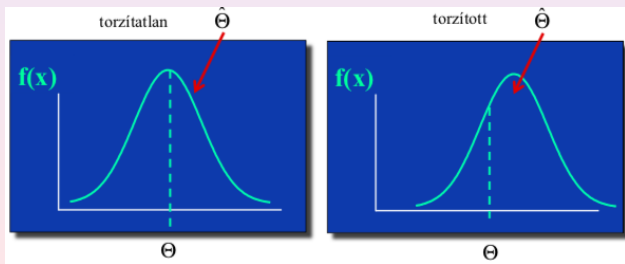 torzítatlan Θ̂
f(x)
Θ
torzított Θ̂
f(x)
Θ